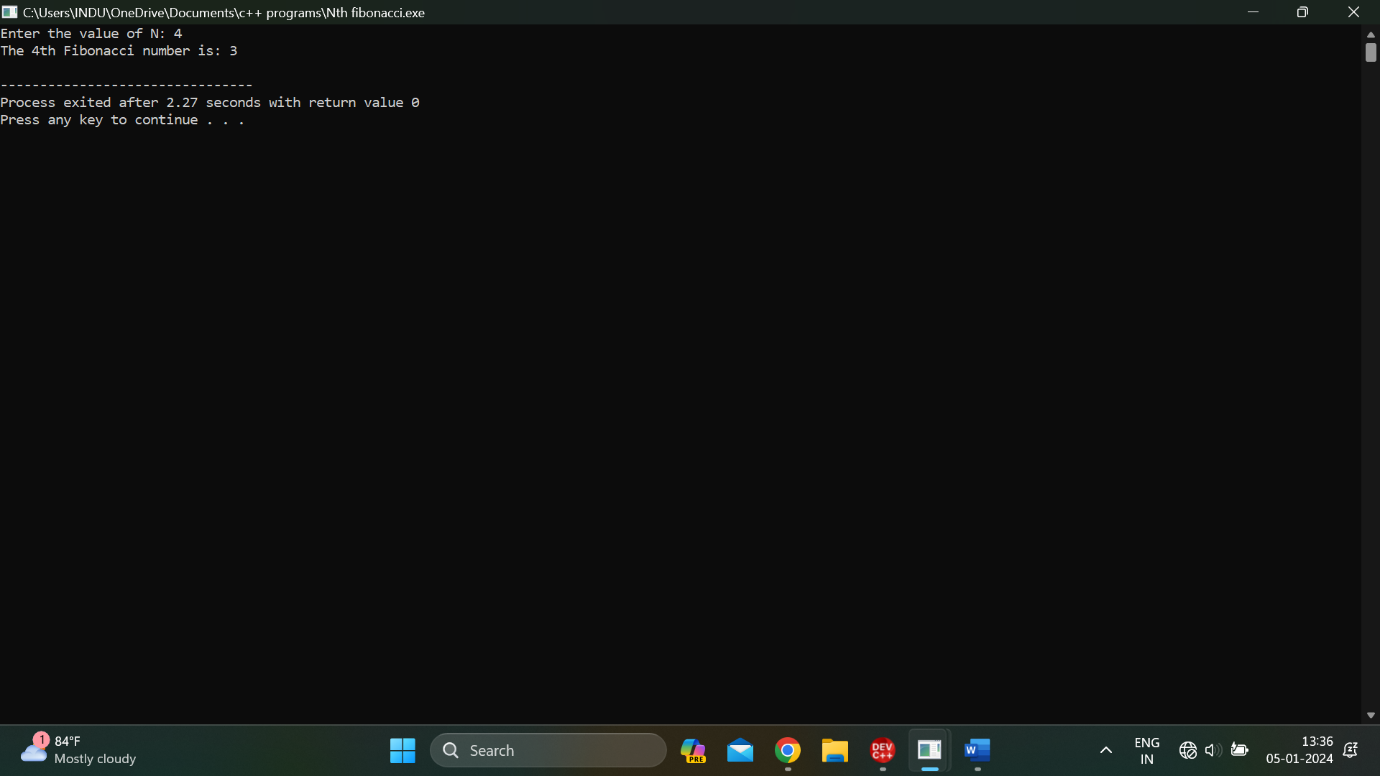 C:\Users\INDU\OneDrive\Documents\c++ programs\Nth fibonacci.exe
Enter the value of N: 4
The 4th Fibonacci number is: 3
--------------------------------
Process exited after 2.27 seconds with return value 0
Press any key to continue . . .
1
84°F
Mostly cloudy
Search
PRE
DEV
C++
W
ENG
IN
13:36
05-01-2024